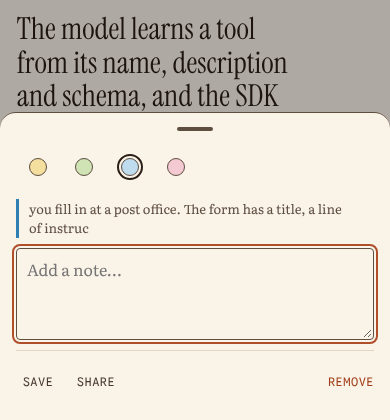 The model learns a tool
from its name, description
and schema, and the SDK
you fill in at a post office. The form has a title, a line
of instruc
Add a note...
SAVE SHARE REMOVE